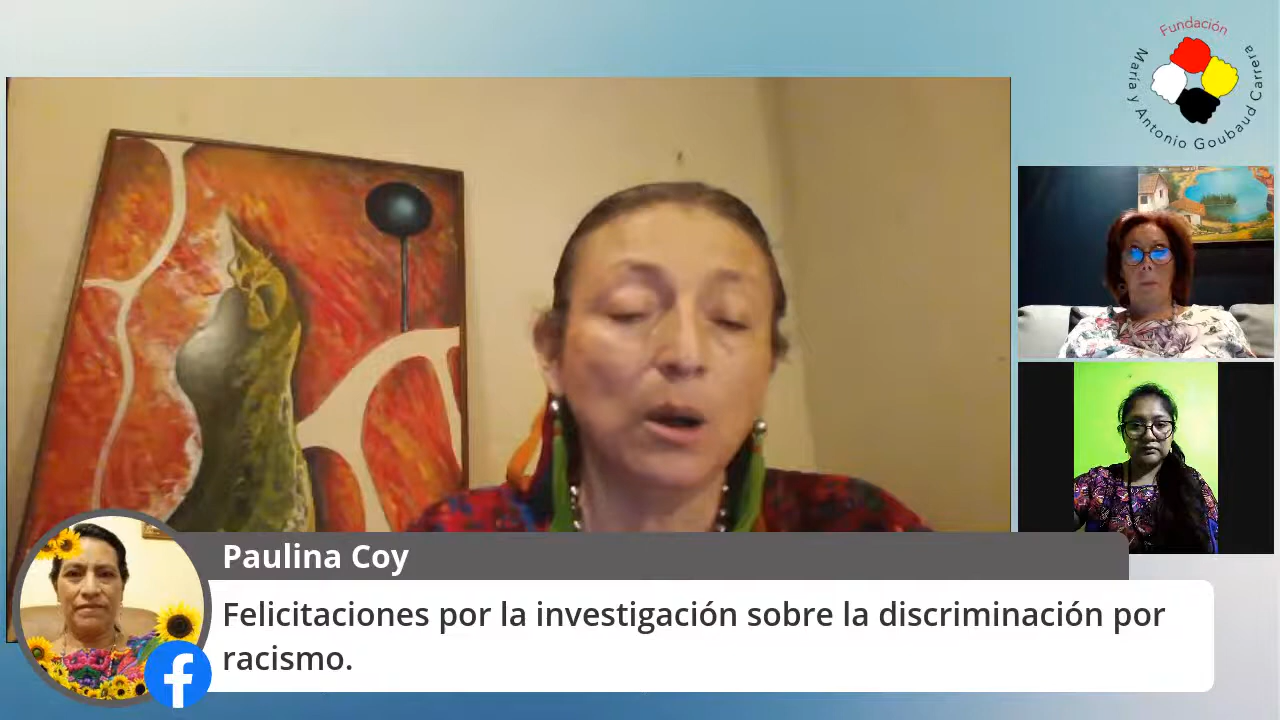 Fundación
María y Antonio Goubaud Carrera
Paulina Coy
Felicitaciones por la investigación sobre la discriminación por
racismo.